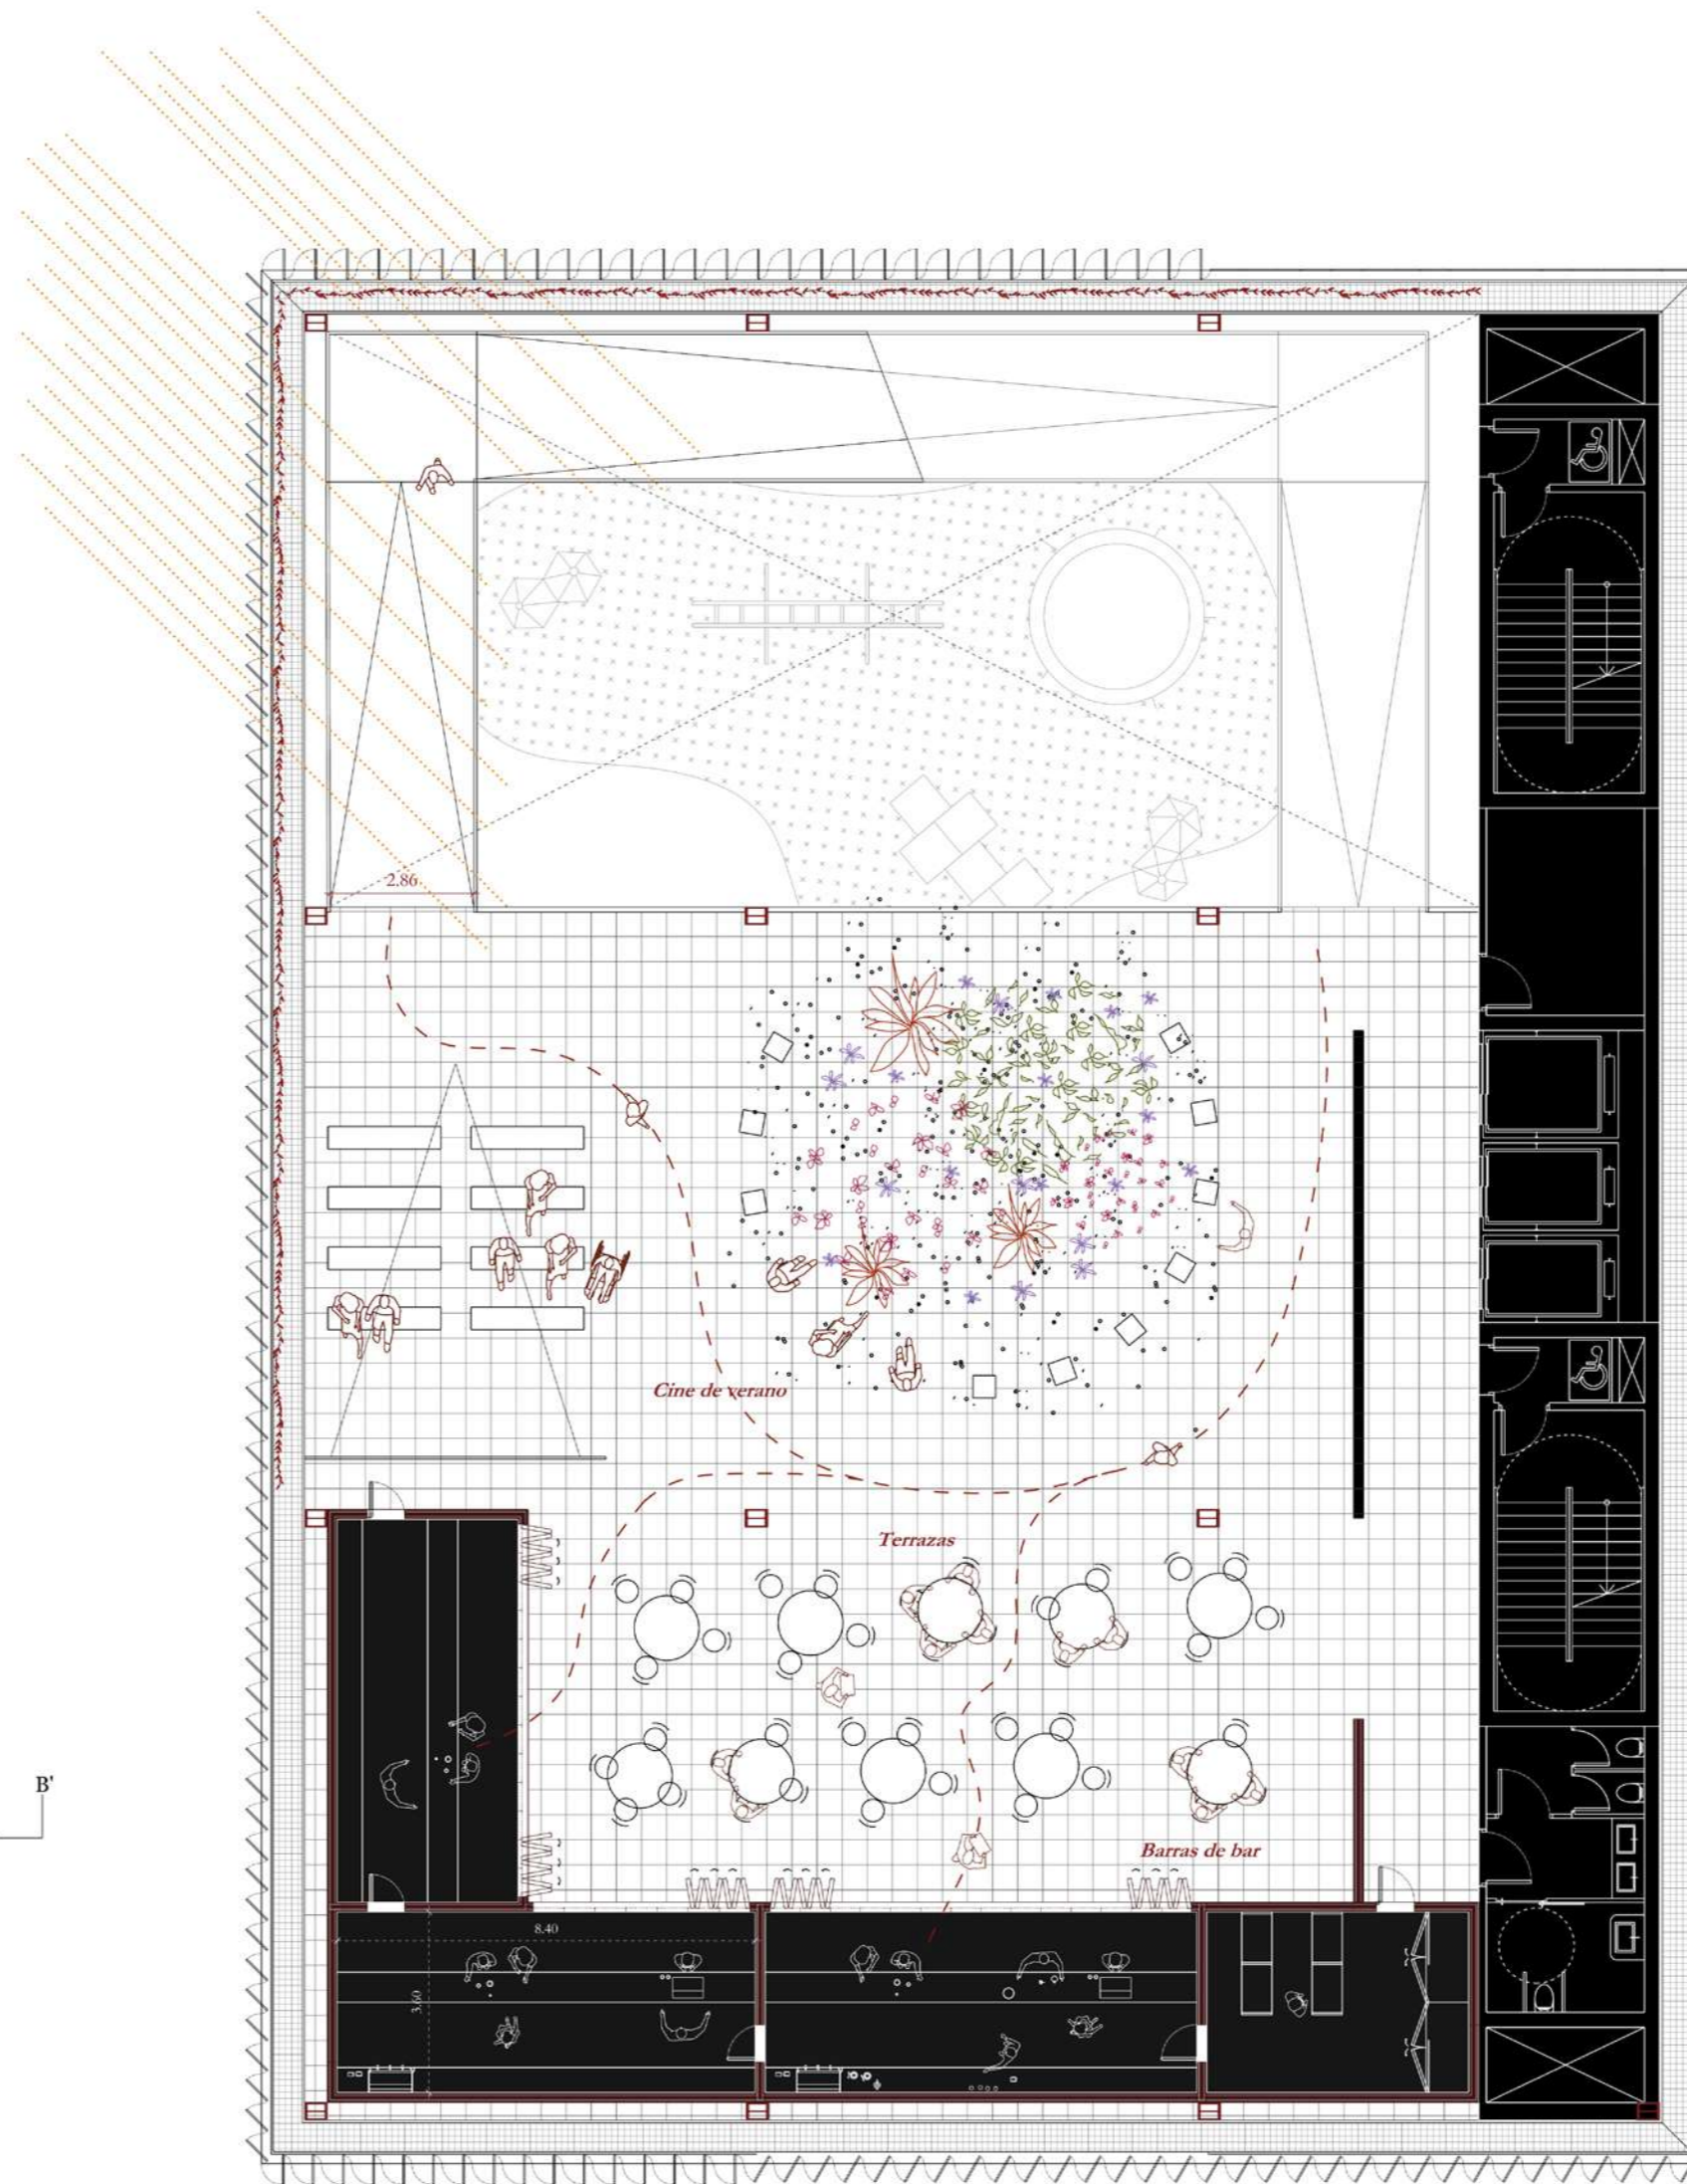 2.86
Cine de verano
Terrazas
B'
Barras de bar
8.40
3.60